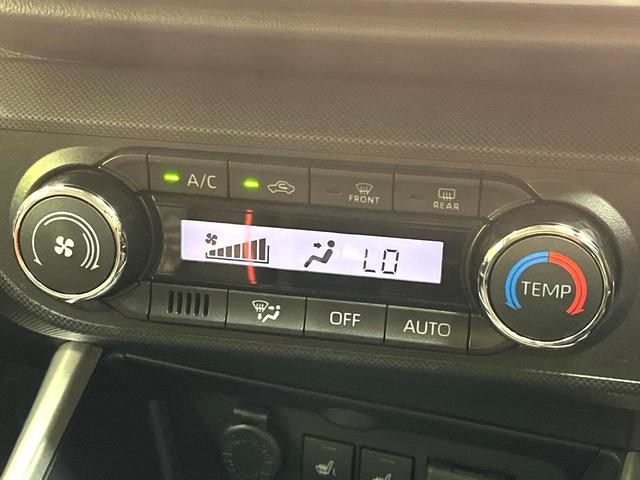 A/C
FRONT
REAR
LO
TEMP
OFF
AUTO